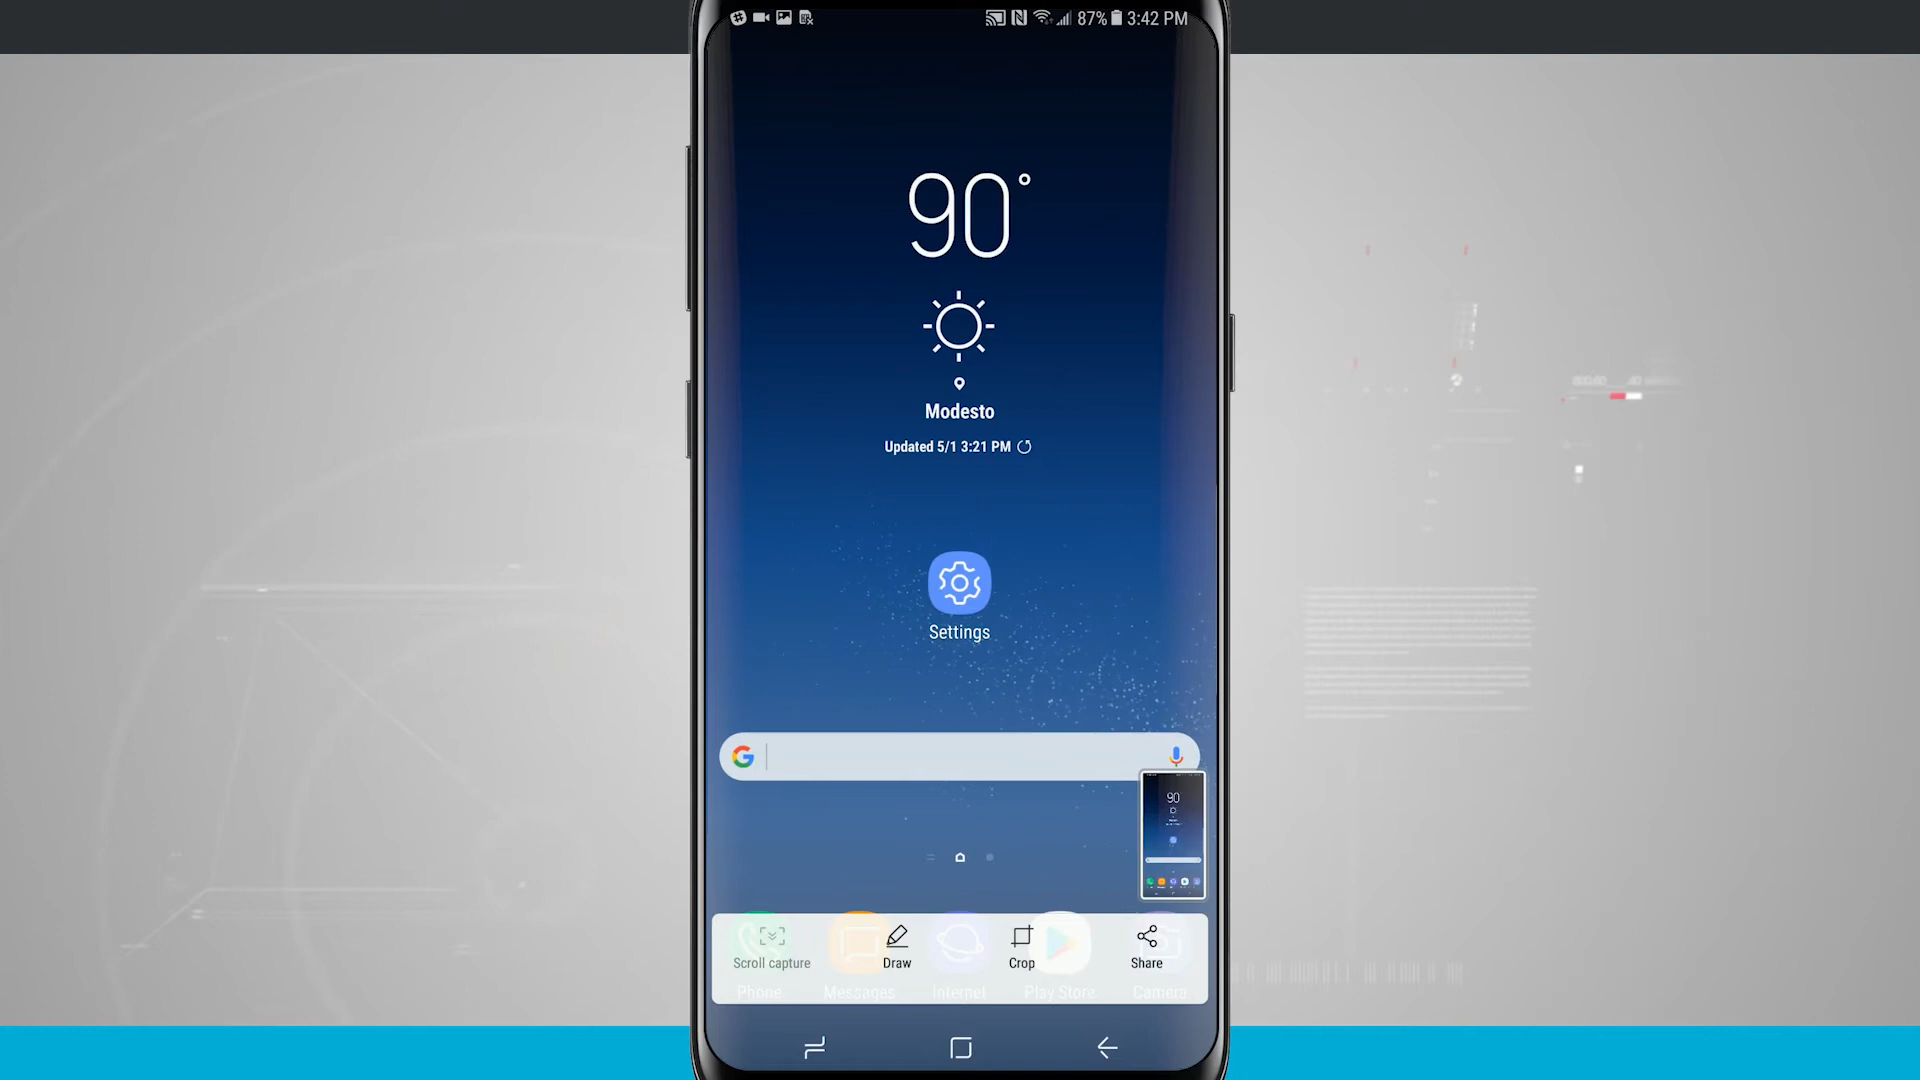 87% 3:42 PM
90°
Modesto
Updated 5/1 3:21 PM
Settings
G
90
Scroll capture Draw Crop Share
Phone Messages Internet Play Store Camera